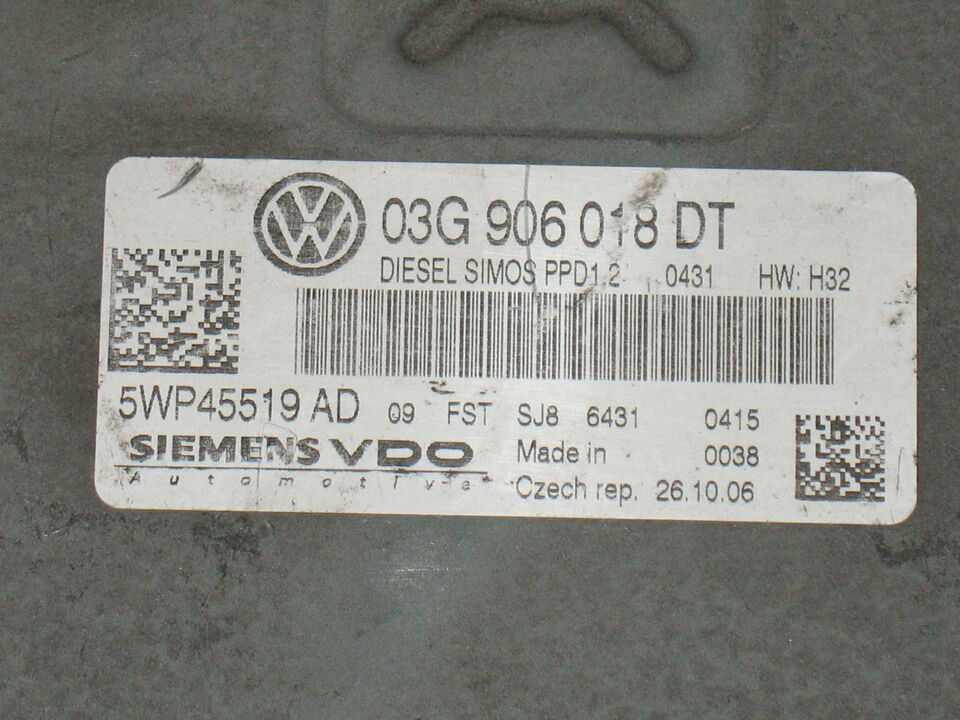 03G 906 018 DT
DIESEL SIMOS PPD1.2 0431 HW: H32
5WP45519 AD 09 FST SJ8 6431 0415
SIEMENS VDO Made in 0038
Automotive Czech rep. 26.10.06